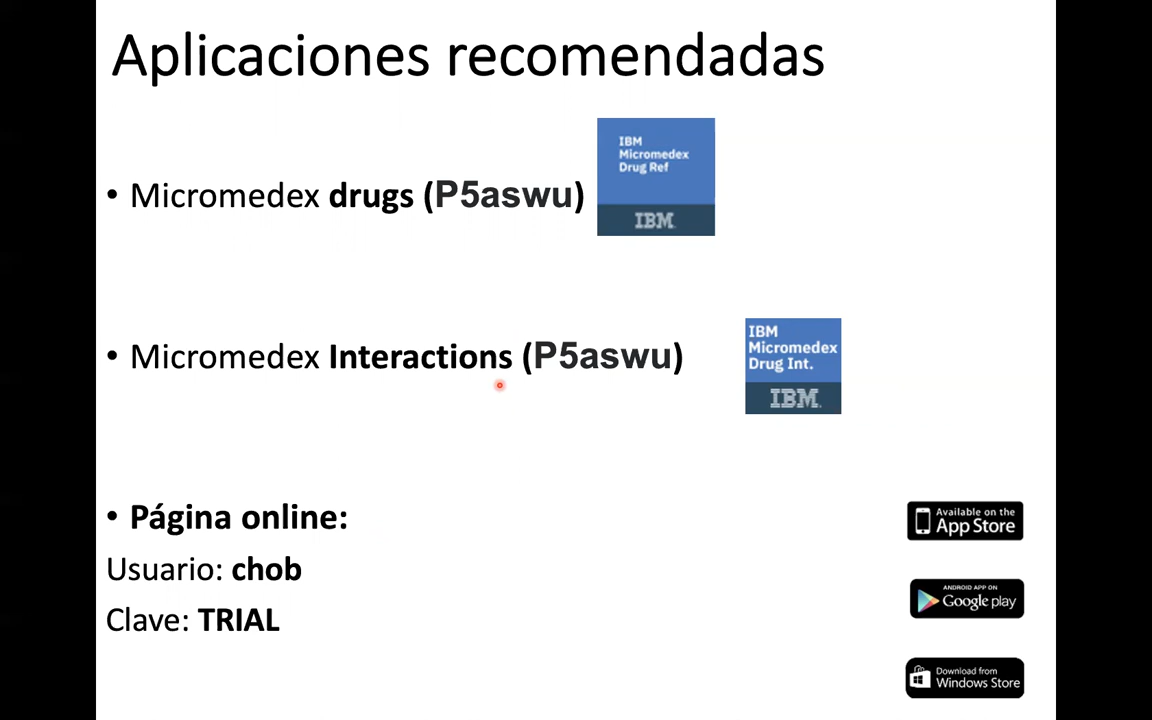 Aplicaciones recomendadas
• Micromedex drugs (P5aswu)
IBM
Micromedex
Drug Ref
IBM
• Micromedex Interactions (P5aswu)
IBM
Micromedex
Drug Int.
IBM
• Página online:
Usuario: chob
Clave: TRIAL
Available on the
App Store
ANDROID APP ON
Google play
Download from
Windows Store